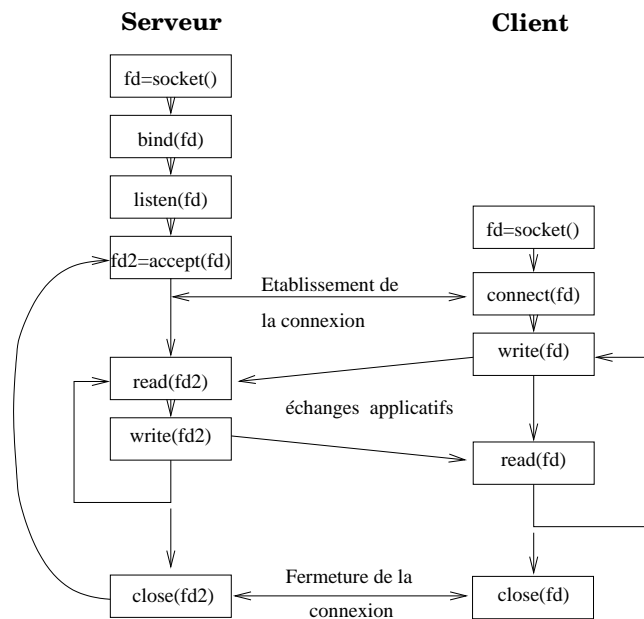 Serveur
Client
fd=socket()
bind(fd)
listen(fd)
fd2=accept(fd)
fd=socket()
Etablissement de
la connexion
connect(fd)
write(fd)
read(fd2)
échanges applicatifs
write(fd2)
read(fd)
close(fd2)
Fermeture de la
connexion
close(fd)